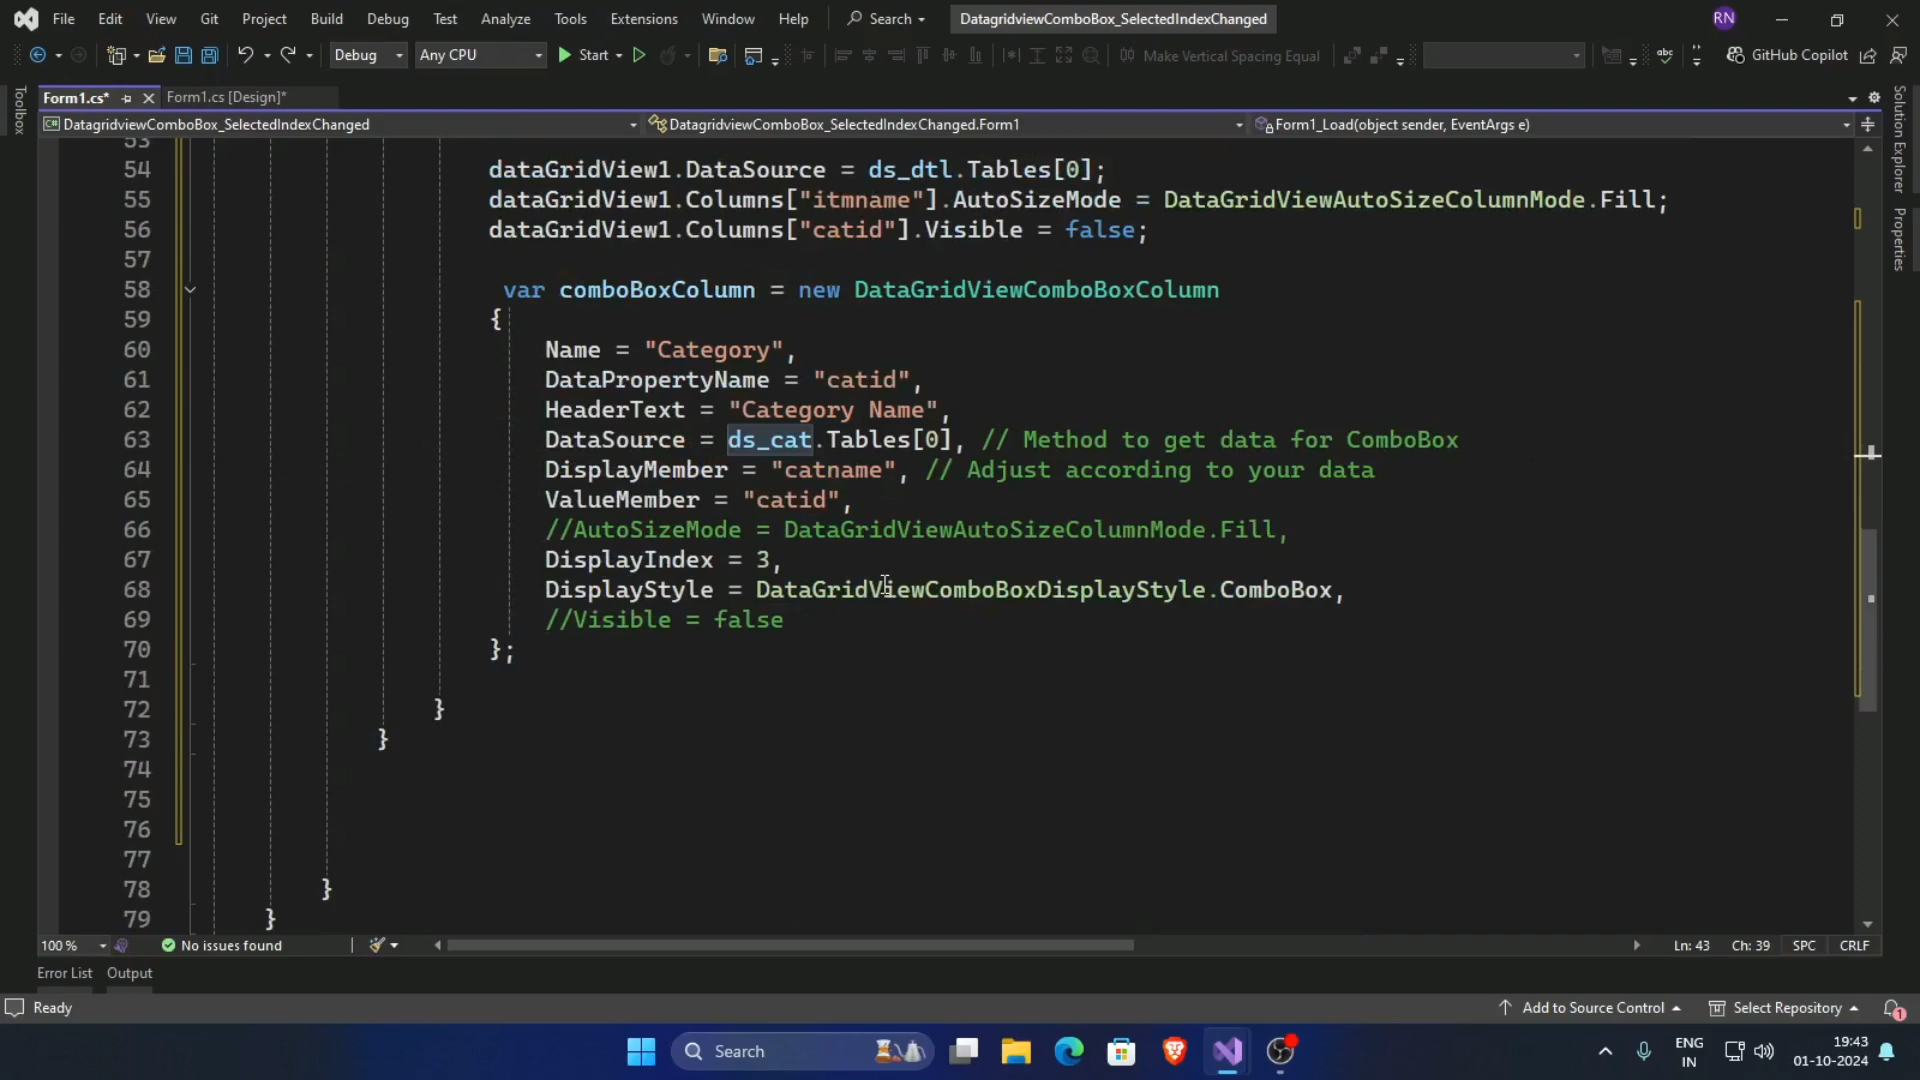 File Edit View Git Project Build Debug Test Analyze Tools Extensions Window Help Search DatagridviewComboBox_SelectedIndexChanged RN
Debug Any CPU Start Make Vertical Spacing Equal abc GitHub Copilot
Form1.cs* Form1.cs [Design]*
C# DatagridviewComboBox_SelectedIndexChanged DatagridviewComboBox_SelectedIndexChanged.Form1 Form1_Load(object sender, EventArgs e)
Toolbox
Solution Explorer
Properties
53
54 dataGridView1.DataSource = ds_dtl.Tables[0];
55 dataGridView1.Columns["itmname"].AutoSizeMode = DataGridViewAutoSizeColumnMode.Fill;
56 dataGridView1.Columns["catid"].Visible = false;
57
58 var comboBoxColumn = new DataGridViewComboBoxColumn
59 {
60 Name = "Category",
61 DataPropertyName = "catid",
62 HeaderText = "Category Name",
63 DataSource = ds_cat.Tables[0], // Method to get data for ComboBox
64 DisplayMember = "catname", // Adjust according to your data
65 ValueMember = "catid",
66 //AutoSizeMode = DataGridViewAutoSizeColumnMode.Fill,
67 DisplayIndex = 3,
68 DisplayStyle = DataGridViewComboBoxDisplayStyle.ComboBox,
69 //Visible = false
70 };
71
72 }
73 }
74
75
76
77
78 }
79 }
100 % No issues found Ln: 43 Ch: 39 SPC CRLF
Error List Output
Ready Add to Source Control Select Repository 1
Search ENG 19:43
IN 01-10-2024